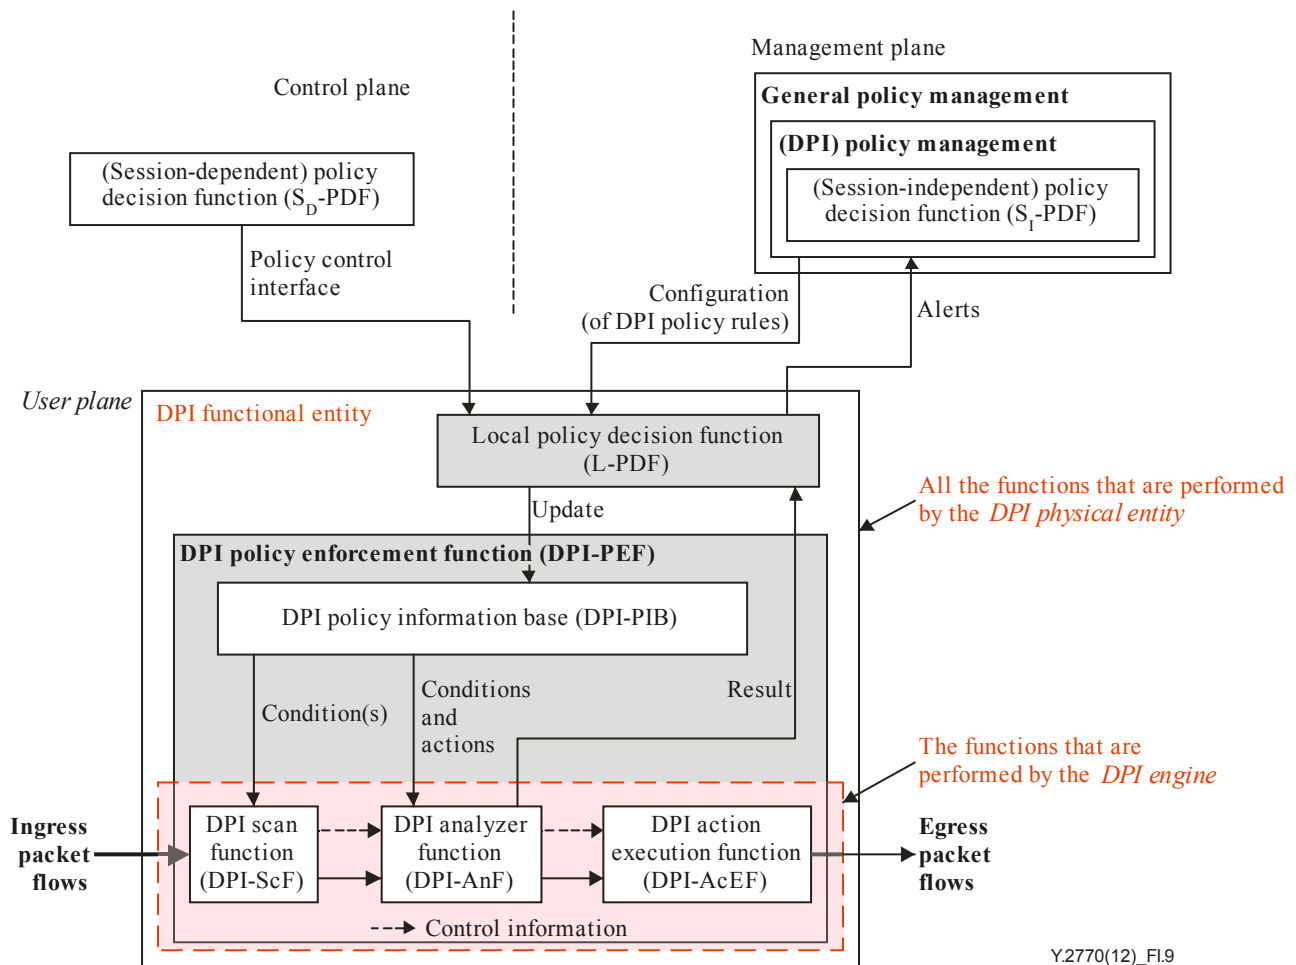 Management plane
Control plane
General policy management
(DPI) policy management
(Session-dependent) policy
decision function (SD-PDF)
(Session-independent) policy
decision function (SI-PDF)
Policy control
interface
Configuration
(of DPI policy rules)
Alerts
User plane
DPI functional entity
Local policy decision function
(L-PDF)
All the functions that are performed
by the DPI physical entity
Update
DPI policy enforcement function (DPI-PEF)
DPI policy information base (DPI-PIB)
Condition(s)
Conditions
and
actions
Result
The functions that are
performed by the DPI engine
Ingress
packet
flows
DPI scan
function
(DPI-ScF)
DPI analyzer
function
(DPI-AnF)
DPI action
execution function
(DPI-AcEF)
Egress
packet
flows
Control information
Y.2770(12)_FI.9